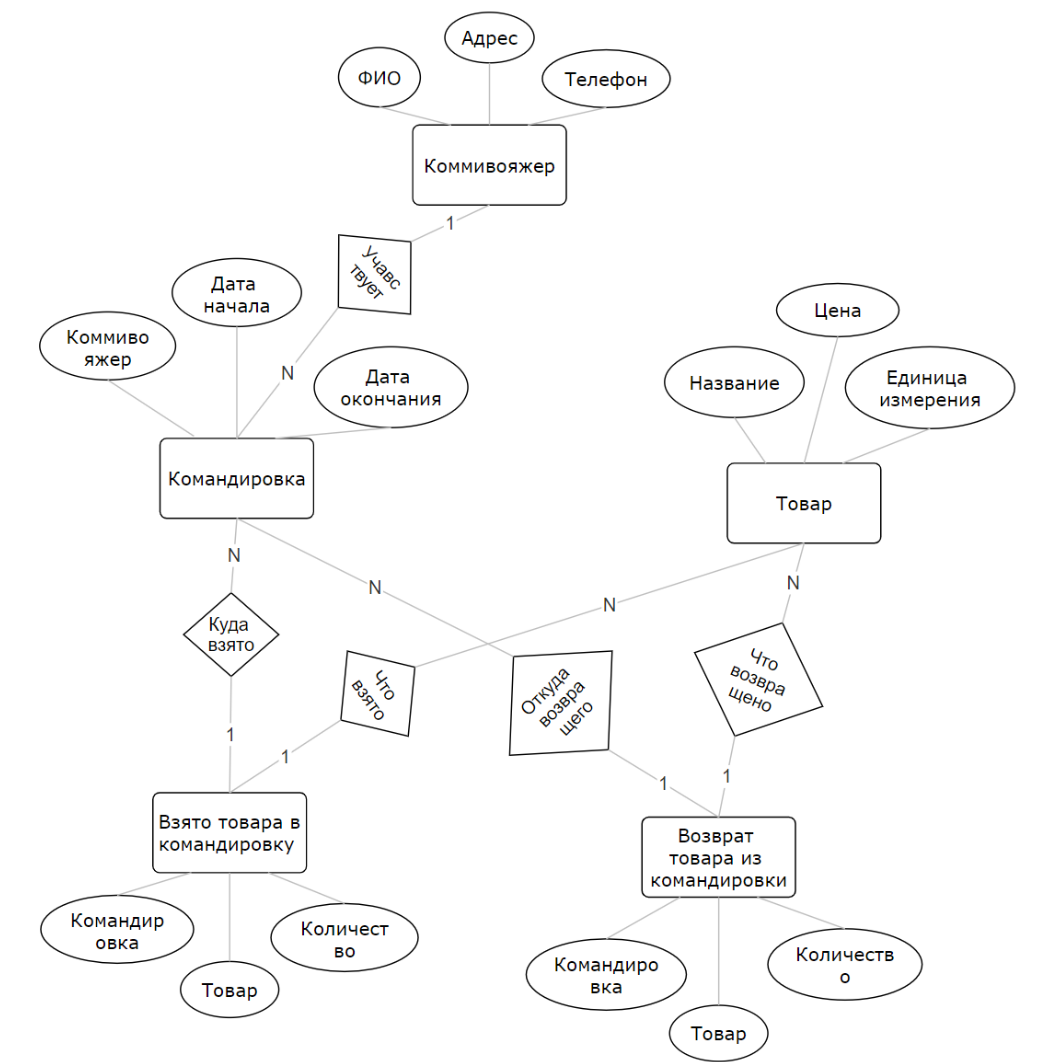 Адрес
ФИО
Телефон
Коммивояжер
1
Учавс
твует
Дата
начала
Цена
Коммиво
яжер
N
Дата
окончания
Название
Единица
измерения
Командировка
Товар
N
N
N
N
Куда
взято
Что
взято
Откуда
возвра
щего
Что
возвра
щено
1
1
1
1
Взято товара в
командировку
Возврат
товара из
командировки
Командир
овка
Количест
во
Товар
Командиро
вка
Количеств
о
Товар